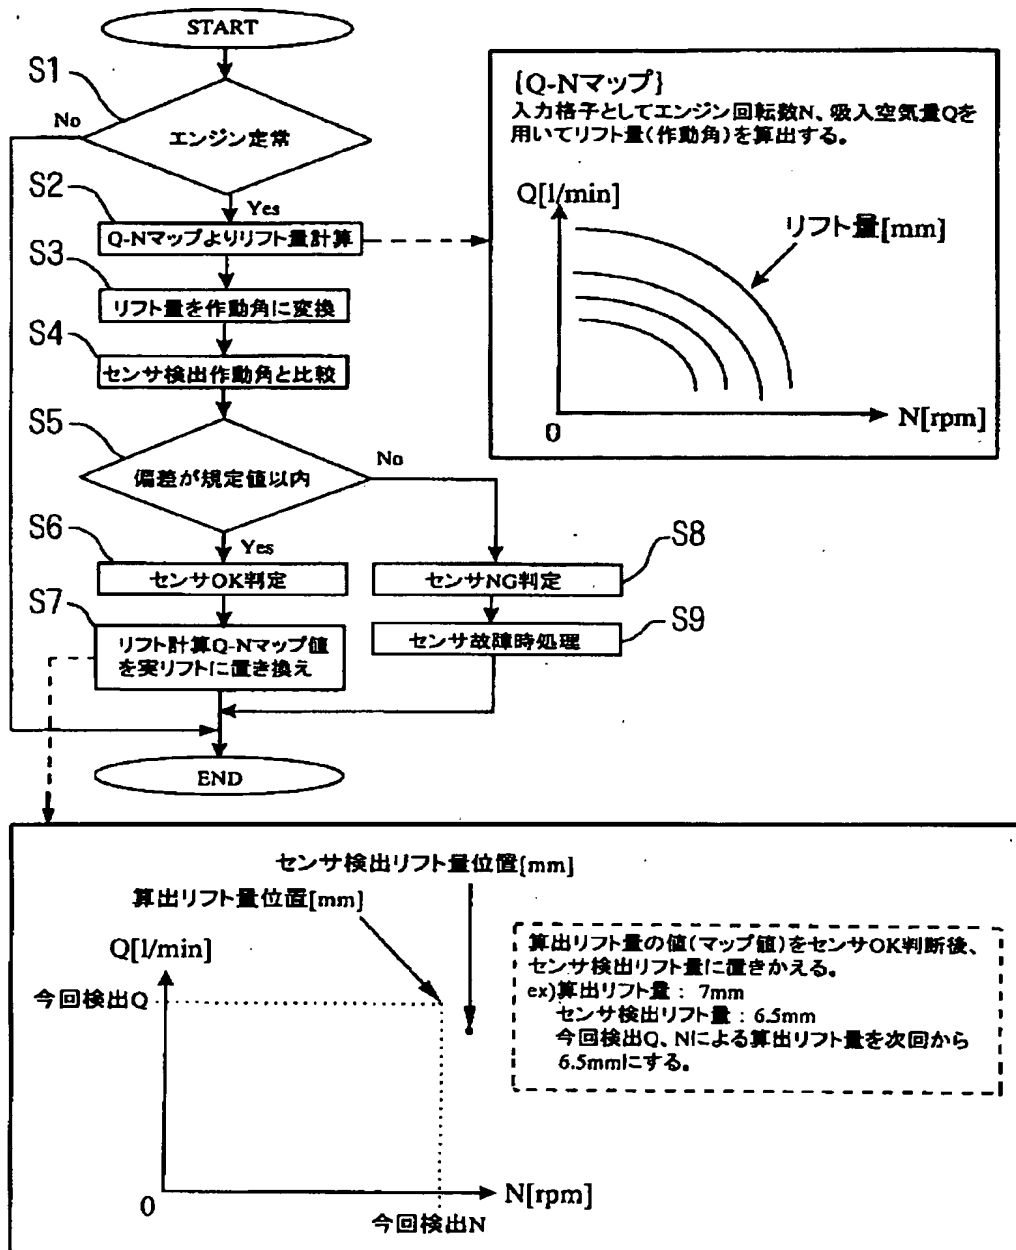 START
S1
No
エンジン定常
Yes
S2
Q-Nマップよりリフト量計算
S3
リフト量を作動角に変換
S4
センサ検出作動角と比較
S5
偏差が規定値以内
No
Yes
S6
センサOK判定
S7
リフト計算Q-Nマップ値
を実リフトに置き換え
S8
センサNG判定
S9
センサ故障時処理
END
{Q-Nマップ}
入力格子としてエンジン回転数N、吸入空気量Qを
用いてリフト量(作動角)を算出する。
Q[l/min]
リフト量[mm]
0
N[rpm]
センサ検出リフト量位置[mm]
算出リフト量位置[mm]
Q[l/min]
今回検出Q
0
N[rpm]
今回検出N
算出リフト量の値(マップ値)をセンサOK判断後、
センサ検出リフト量に置きかえる。
ex)算出リフト量 : 7mm
センサ検出リフト量 : 6.5mm
今回検出Q、Nによる算出リフト量を次回から
6.5mmにする。